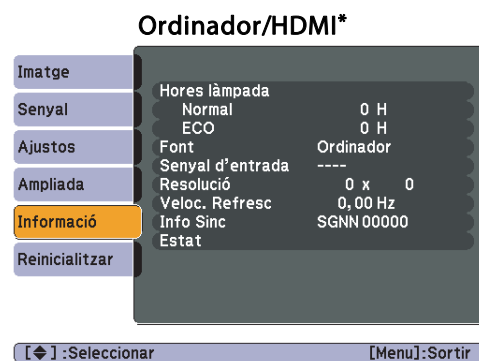 Ordinador/HDMI*
Imatge
Senyal
Ajustos
Ampliada
Informació
Reinicialitzar
Hores làmpada
Normal 0 H
ECO 0 H
Font Ordinador
Senyal d'entrada ----
Resolució 0 x 0
Veloc. Refresc 0,00 Hz
Info Sinc SGNN 00000
Estat
[◆] :Seleccionar [Menu]:Sortir